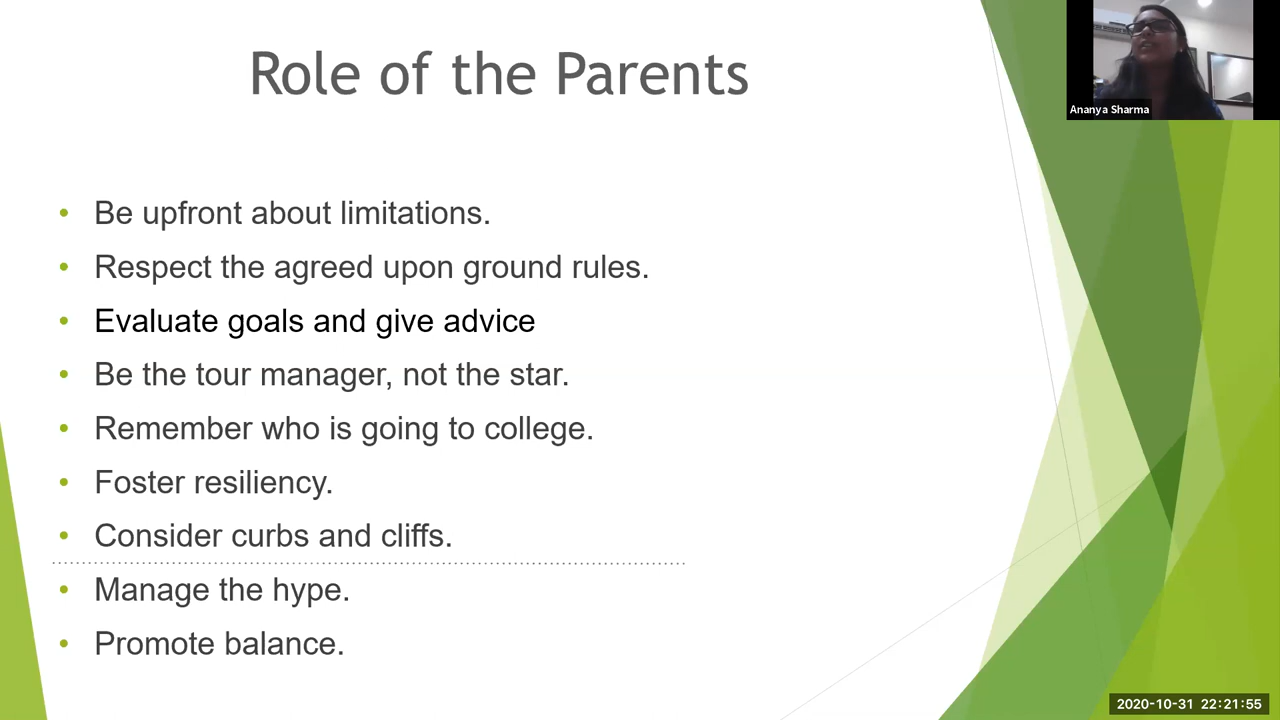 Role of the Parents
Ananya Sharma
• Be upfront about limitations.
• Respect the agreed upon ground rules.
• Evaluate goals and give advice
• Be the tour manager, not the star.
• Remember who is going to college.
• Foster resiliency.
• Consider curbs and cliffs.
• Manage the hype.
• Promote balance.
2020-10-31 22:21:55